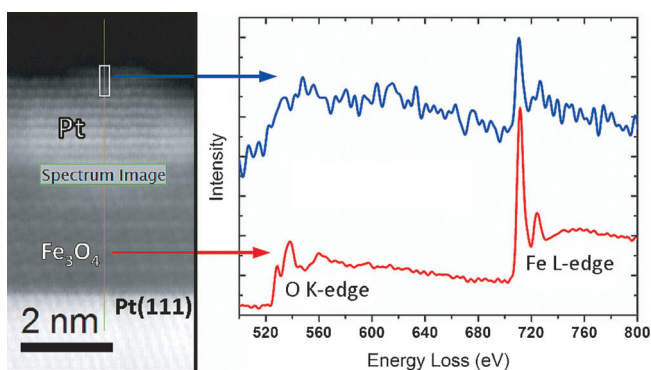 Pt
Spectrum Image
Fe₃O₄
Pt(111)
2 nm
Intensity
O K-edge
Fe L-edge
500 520 560 600 640 680 720 760 800
Energy Loss (eV)